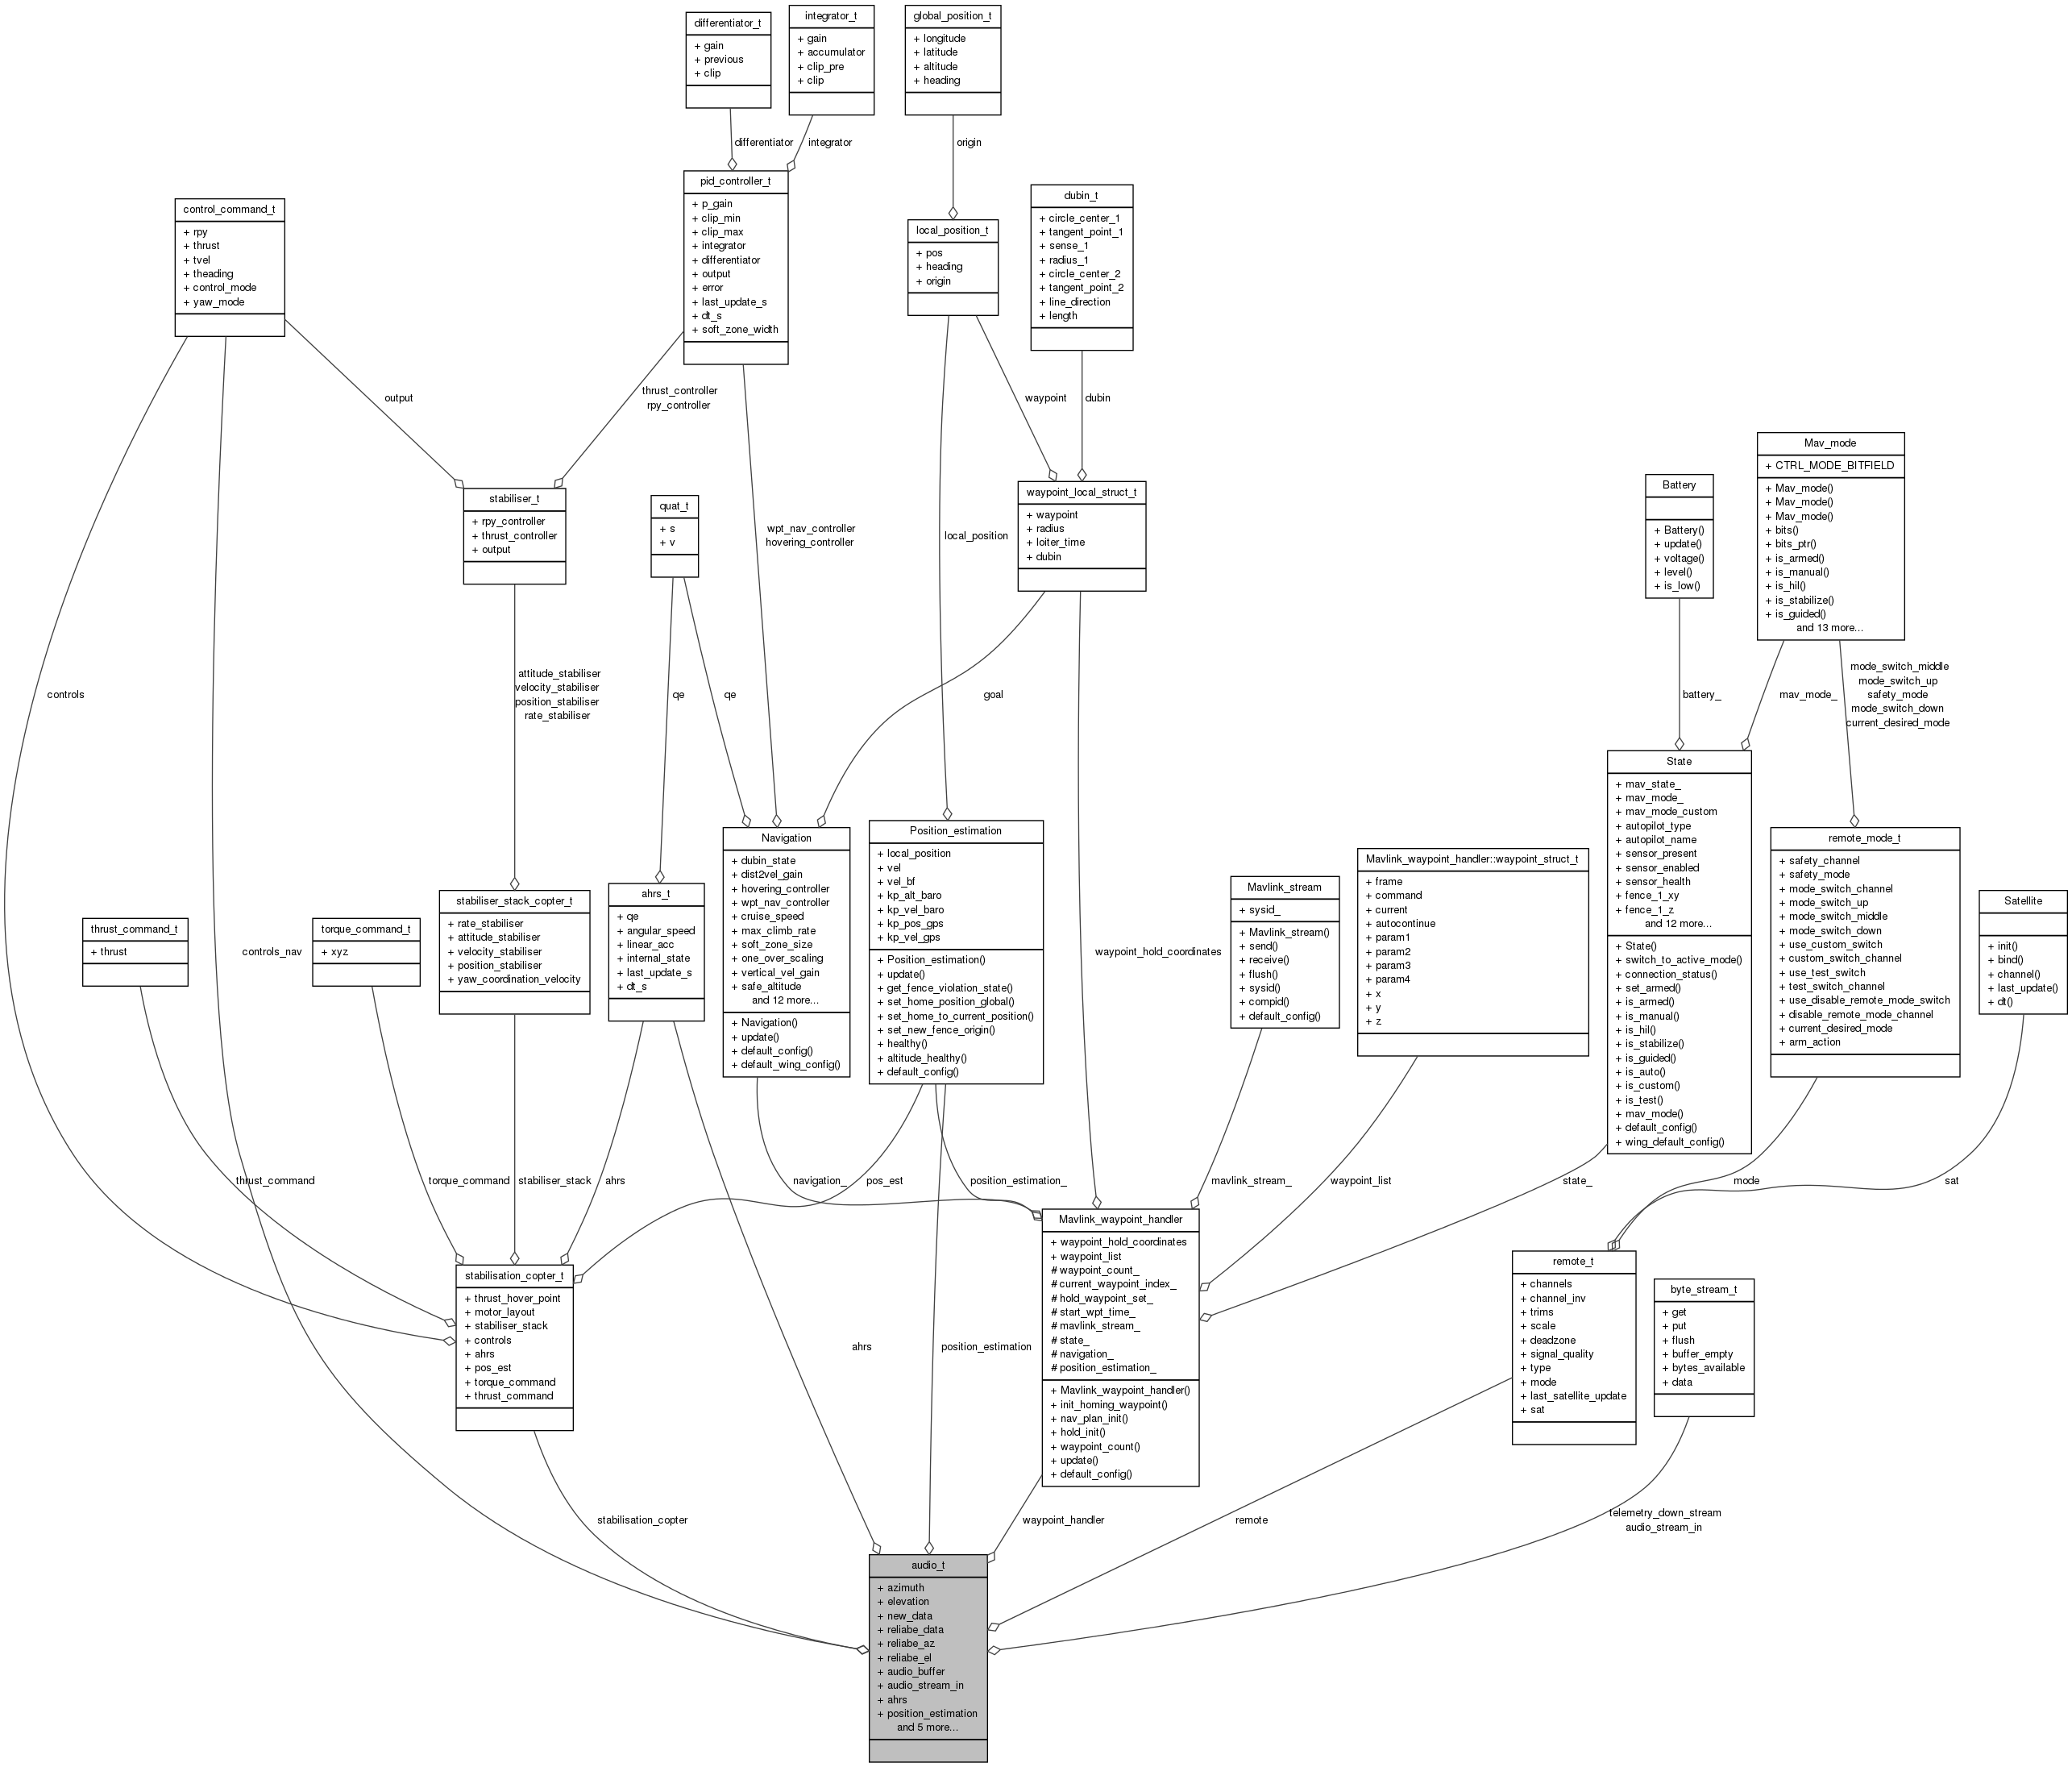 differentiator_t
+ gain
+ previous
+ clip
integrator_t
+ gain
+ accumulator
+ clip_pre
+ clip
global_position_t
+ longitude
+ latitude
+ altitude
+ heading
differentiator
integrator
origin
control_command_t
+ rpy
+ thrust
+ tvel
+ theading
+ control_mode
+ yaw_mode
pid_controller_t
+ p_gain
+ clip_min
+ clip_max
+ integrator
+ differentiator
+ output
+ error
+ last_update_s
+ dt_s
+ soft_zone_width
local_position_t
+ pos
+ heading
+ origin
dubin_t
+ circle_center_1
+ tangent_point_1
+ sense_1
+ radius_1
+ circle_center_2
+ tangent_point_2
+ line_direction
+ length
output
thrust_controller
rpy_controller
waypoint
dubin
stabiliser_t
+ rpy_controller
+ thrust_controller
+ output
quat_t
+ s
+ v
wpt_nav_controller
hovering_controller
local_position
waypoint_local_struct_t
+ waypoint
+ radius
+ loiter_time
+ dubin
Battery
+ Battery()
+ update()
+ voltage()
+ level()
+ is_low()
Mav_mode
+ CTRL_MODE_BITFIELD
+ Mav_mode()
+ Mav_mode()
+ Mav_mode()
+ bits()
+ bits_ptr()
+ is_armed()
+ is_manual()
+ is_hil()
+ is_stabilize()
+ is_guided()
and 13 more...
controls
attitude_stabiliser
velocity_stabiliser
position_stabiliser
rate_stabiliser
qe
qe
goal
battery_
mav_mode_
mode_switch_middle
mode_switch_up
safety_mode
mode_switch_down
current_desired_mode
thrust_command_t
+ thrust
controls_nav
torque_command_t
+ xyz
stabiliser_stack_copter_t
+ rate_stabiliser
+ attitude_stabiliser
+ velocity_stabiliser
+ position_stabiliser
+ yaw_coordination_velocity
ahrs_t
+ qe
+ angular_speed
+ linear_acc
+ internal_state
+ last_update_s
+ dt_s
Navigation
+ dubin_state
+ dist2vel_gain
+ hovering_controller
+ wpt_nav_controller
+ cruise_speed
+ max_climb_rate
+ soft_zone_size
+ one_over_scaling
+ vertical_vel_gain
+ safe_altitude
and 12 more...
+ Navigation()
+ update()
+ default_config()
+ default_wing_config()
Position_estimation
+ local_position
+ vel
+ vel_bf
+ kp_alt_baro
+ kp_vel_baro
+ kp_pos_gps
+ kp_vel_gps
+ Position_estimation()
+ update()
+ get_fence_violation_state()
+ set_home_position_global()
+ set_home_to_current_position()
+ set_new_fence_origin()
+ healthy()
+ altitude_healthy()
+ default_config()
waypoint_hold_coordinates
Mavlink_stream
+ sysid_
+ Mavlink_stream()
+ send()
+ receive()
+ flush()
+ sysid()
+ compid()
+ default_config()
Mavlink_waypoint_handler::waypoint_struct_t
+ frame
+ command
+ current
+ autocontinue
+ param1
+ param2
+ param3
+ param4
+ x
+ y
+ z
State
+ mav_state_
+ mav_mode_
+ mav_mode_custom
+ autopilot_type
+ autopilot_name
+ sensor_present
+ sensor_enabled
+ sensor_health
+ fence_1_xy
+ fence_1_z
and 12 more...
+ State()
+ switch_to_active_mode()
+ connection_status()
+ set_armed()
+ is_armed()
+ is_manual()
+ is_hil()
+ is_stabilize()
+ is_guided()
+ is_auto()
+ is_custom()
+ is_test()
+ mav_mode()
+ default_config()
+ wing_default_config()
remote_mode_t
+ safety_channel
+ safety_mode
+ mode_switch_channel
+ mode_switch_up
+ mode_switch_middle
+ mode_switch_down
+ use_custom_switch
+ custom_switch_channel
+ use_test_switch
+ test_switch_channel
+ use_disable_remote_mode_switch
+ disable_remote_mode_channel
+ current_desired_mode
+ arm_action
Satellite
+ init()
+ bind()
+ channel()
+ last_update()
+ dt()
thrust_command
torque_command
stabiliser_stack
ahrs
navigation_
pos_est
position_estimation_
mavlink_stream_
waypoint_list
state_
mode
sat
stabilisation_copter_t
+ thrust_hover_point
+ motor_layout
+ stabiliser_stack
+ controls
+ ahrs
+ pos_est
+ torque_command
+ thrust_command
Mavlink_waypoint_handler
+ waypoint_hold_coordinates
+ waypoint_list
# waypoint_count_
# current_waypoint_index_
# hold_waypoint_set_
# start_wpt_time_
# mavlink_stream_
# state_
# navigation_
# position_estimation_
+ Mavlink_waypoint_handler()
+ init_homing_waypoint()
+ nav_plan_init()
+ hold_init()
+ waypoint_count()
+ update()
+ default_config()
remote_t
+ channels
+ channel_inv
+ trims
+ scale
+ deadzone
+ signal_quality
+ type
+ mode
+ last_satellite_update
+ sat
byte_stream_t
+ get
+ put
+ flush
+ buffer_empty
+ bytes_available
+ data
ahrs
position_estimation
stabilisation_copter
waypoint_handler
remote
telemetry_down_stream
audio_stream_in
audio_t
+ azimuth
+ elevation
+ new_data
+ reliabe_data
+ reliabe_az
+ reliabe_el
+ audio_buffer
+ audio_stream_in
+ ahrs
+ position_estimation
and 5 more...